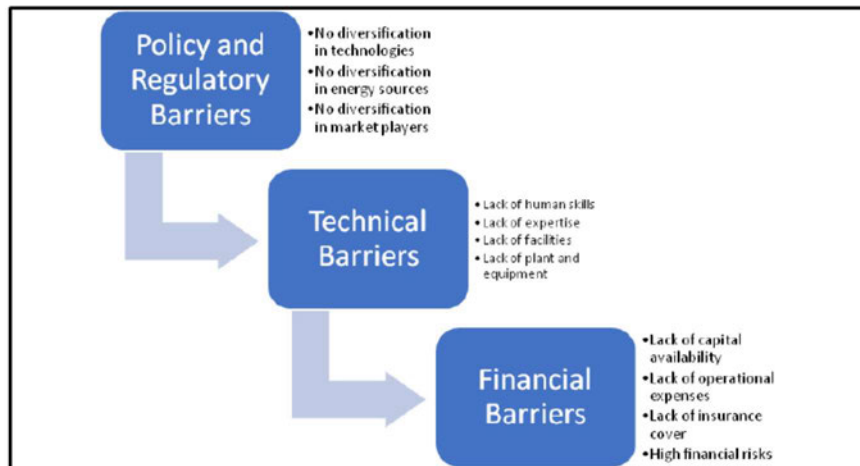 Policy and
Regulatory
Barriers
•No diversification
in technologies
•No diversification
in energy sources
•No diversification
in market players
Technical
Barriers
• Lack of human skills
• Lack of expertise
• Lack of facilities
• Lack of plant and
equipment
Financial
Barriers
•Lack of capital
availability
•Lack of operational
expenses
•Lack of insurance
cover
•High financial risks